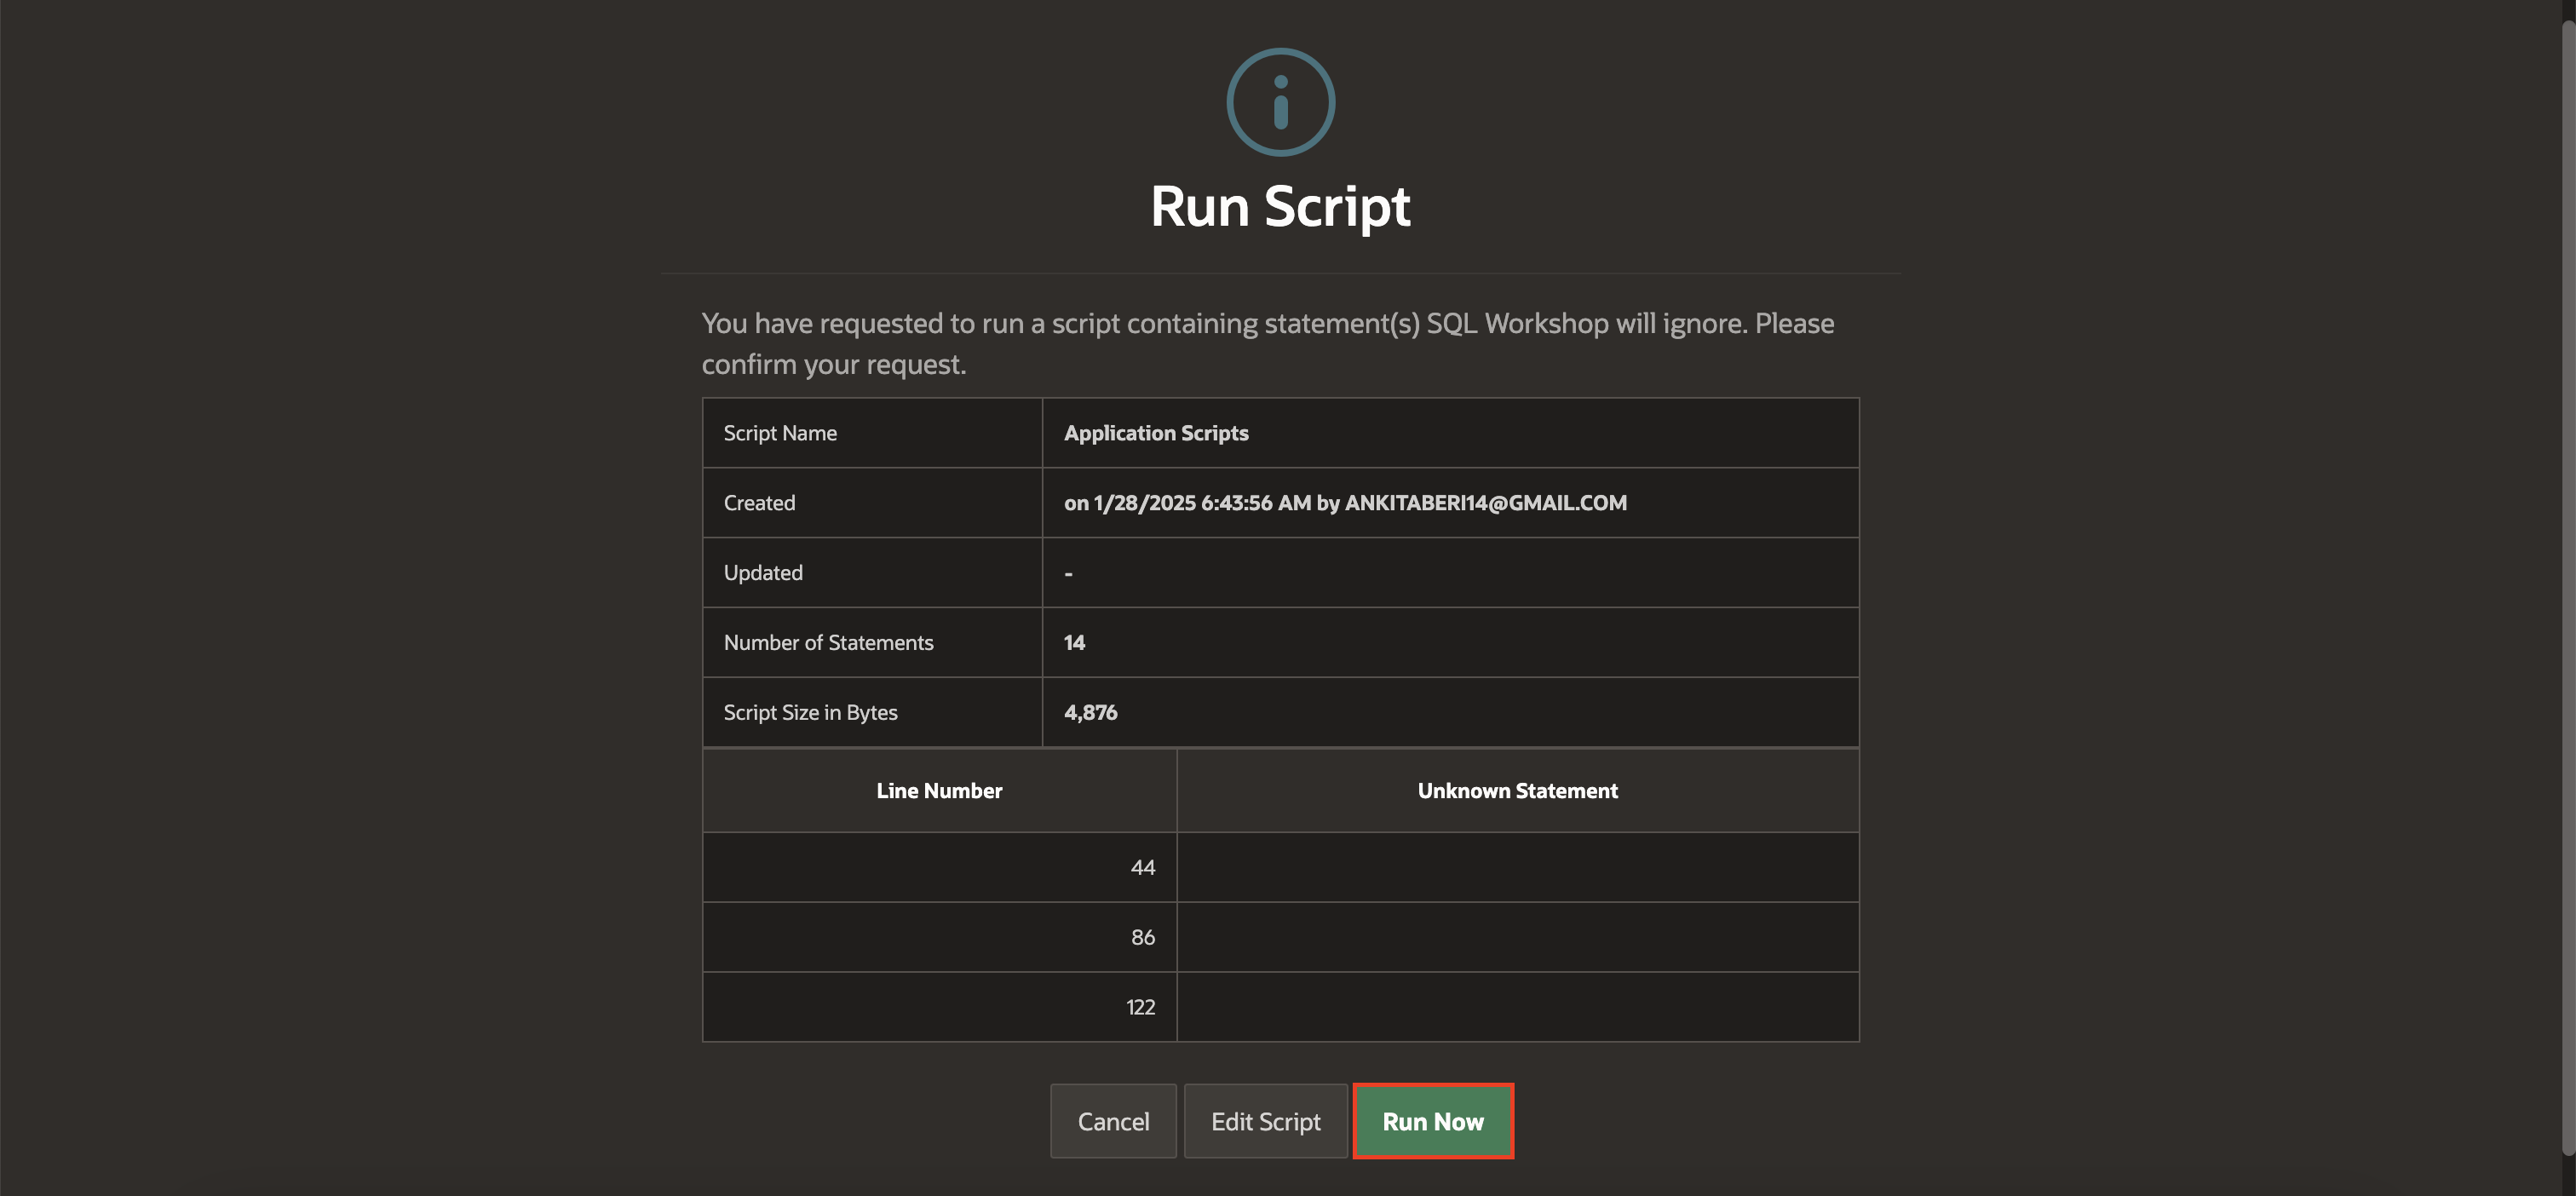 Run Script
You have requested to run a script containing statement(s) SQL Workshop will ignore. Please
confirm your request.
Script Name Application Scripts
Created on 1/28/2025 6:43:56 AM by ANKITABERI14@GMAIL.COM
Updated -
Number of Statements 14
Script Size in Bytes 4,876
Line Number Unknown Statement
44
86
122
Cancel Edit Script Run Now